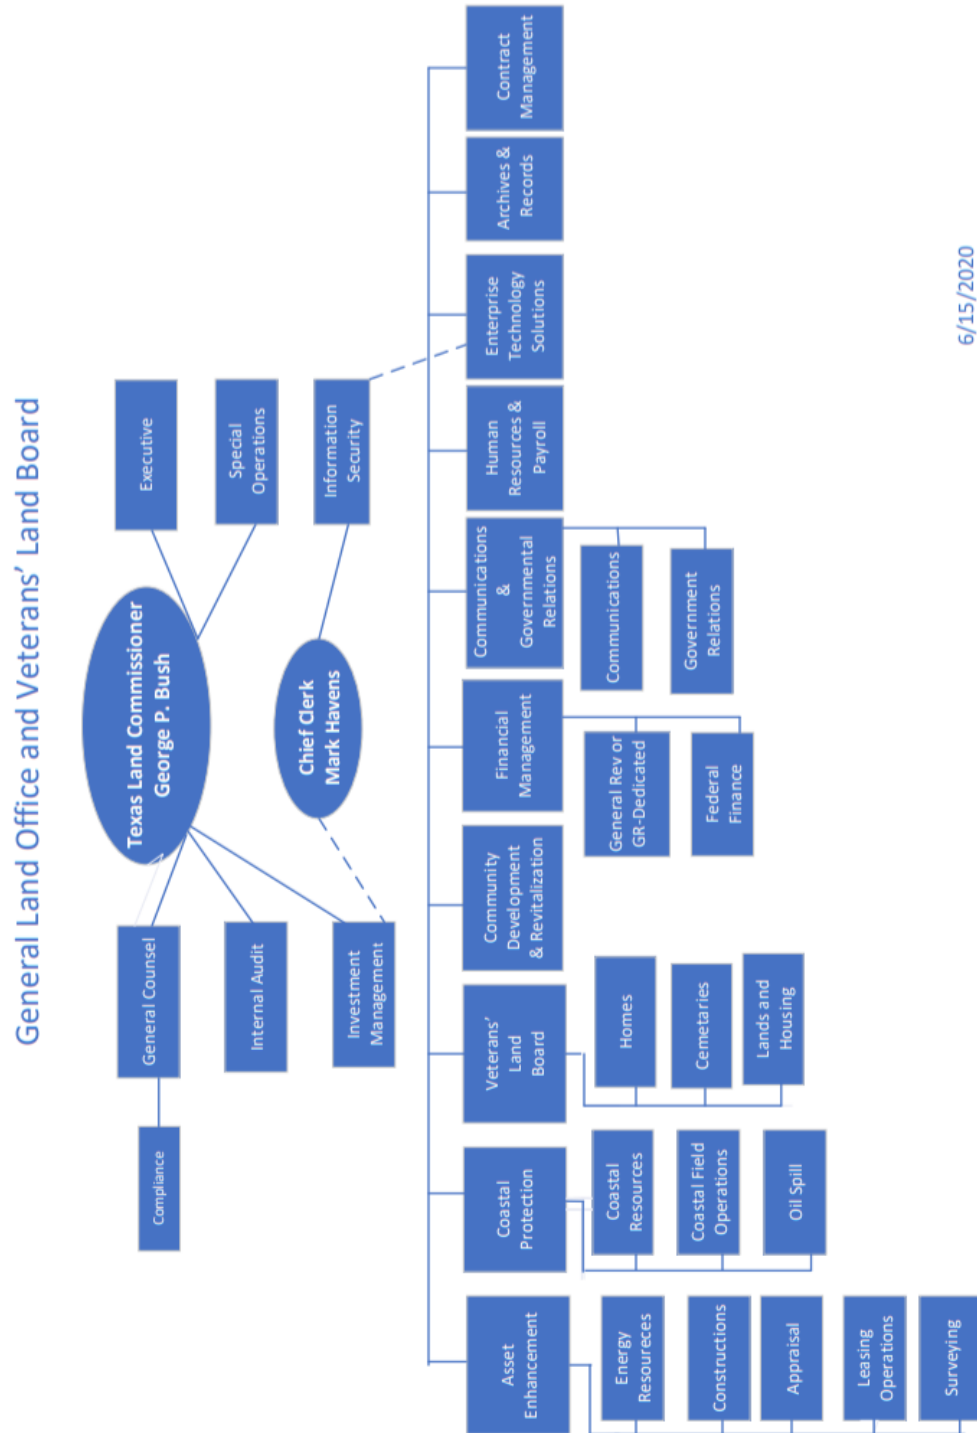 General Land Office and Veterans' Land Board
Texas Land Commissioner
George P. Bush
Chief Clerk
Mark Havens
Compliance
General Counsel
Internal Audit
Investment
Management
Executive
Special
Operations
Information
Security
Asset
Enhancement
Energy
Resoureces
Constructions
Appraisal
Leasing
Operations
Surveying
Coastal
Protection
Coastal
Resources
Coastal Field
Operations
Oil Spill
Veterans'
Land
Board
Homes
Cemetaries
Lands and
Housing
Community
Development
& Revitalization
Financial
Management
General Rev or
GR-Dedicated
Federal
Finance
Communications
&
Governmental
Relations
Communications
Government
Relations
Human
Resources &
Payroll
Enterprise
Technology
Solutions
Archives &
Records
Contract
Management
6/15/2020